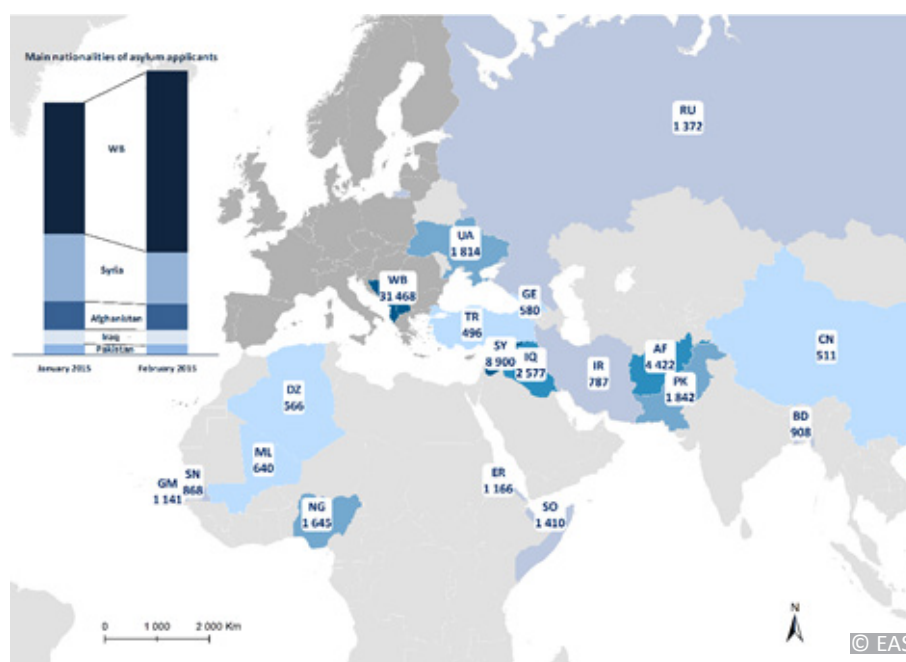 Main nationalities of asylum applicants
WB
Syria
Afghanistan
Iraq
Pakistan
January 2015
February 2015
RU
1 372
UA
1 814
WB
31 468
GE
580
TR
496
SY
8 900
IQ
2 577
IR
787
AF
4 422
PK
1 842
CN
511
BD
908
DZ
566
ML
640
SN
868
GM
1 141
NG
1 645
ER
1 166
SO
1 410
0 1 000 2 000 Km
N
© EAS